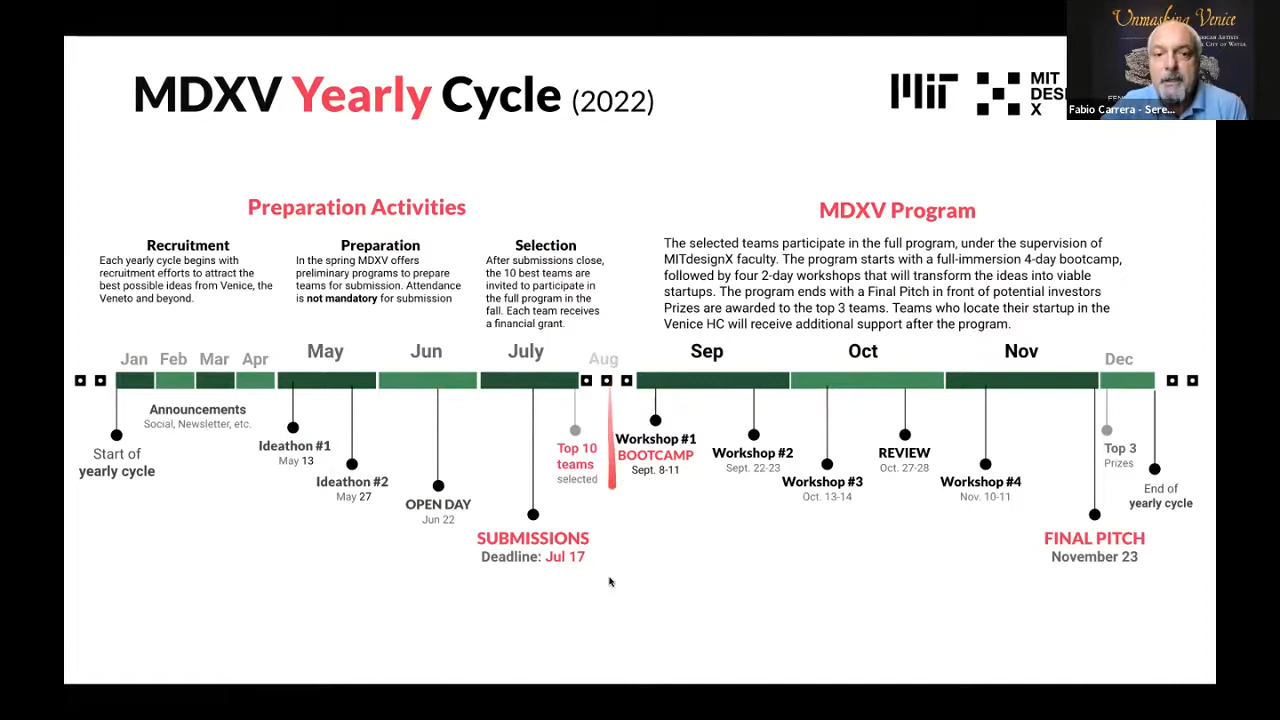 MDXV Yearly Cycle (2022)
MIT
MIT
DES
X
Unmasking Venice
CITY OF WATER
Fabio Carrera - Sere...
Preparation Activities
Recruitment
Each yearly cycle begins with
recruitment efforts to attract the
best possible ideas from Venice, the
Veneto and beyond.
Preparation
In the spring MDXV offers
preliminary programs to prepare
teams for submission. Attendance
is not mandatory for submission
Selection
After submissions close,
the 10 best teams are
invited to participate in
the full program in the
fall. Each team receives
a financial grant.
MDXV Program
The selected teams participate in the full program, under the supervision of
MITdesignX faculty. The program starts with a full-immersion 4-day bootcamp,
followed by four 2-day workshops that will transform the ideas into viable
startups. The program ends with a Final Pitch in front of potential investors
Prizes are awarded to the top 3 teams. Teams who locate their startup in the
Venice HC will receive additional support after the program.
Jan Feb Mar Apr May Jun July Aug Sep Oct Nov Dec
Start of
yearly cycle
Announcements
Social, Newsletter, etc.
Ideathon #1
May 13
Ideathon #2
May 27
OPEN DAY
Jun 22
SUBMISSIONS
Deadline: Jul 17
Top 10
teams
selected
Workshop #1
BOOTCAMP
Sept. 8-11
Workshop #2
Sept. 22-23
Workshop #3
Oct. 13-14
REVIEW
Oct. 27-28
Workshop #4
Nov. 10-11
FINAL PITCH
November 23
Top 3
Prizes
End of
yearly cycle